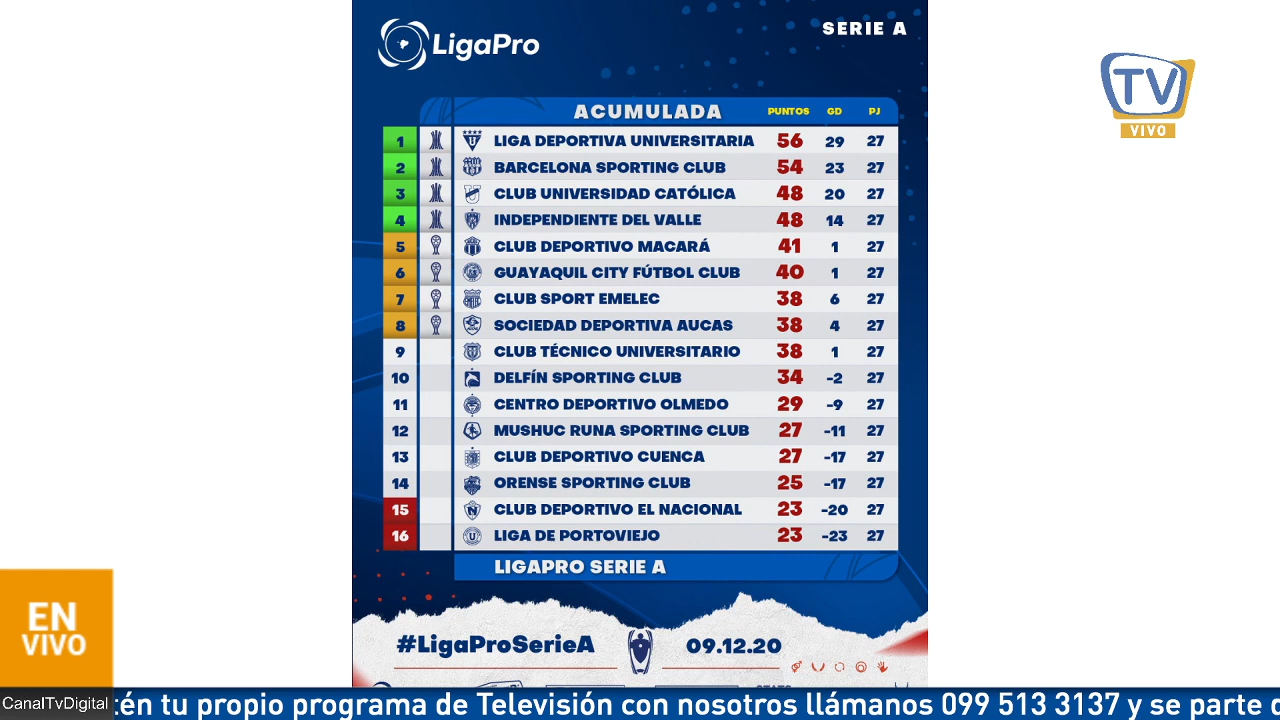 LigaPro
SERIE A
TV
VIVO
ACUMULADA PUNTOS GD PJ
1 LIGA DEPORTIVA UNIVERSITARIA 56 29 27
2 BARCELONA SPORTING CLUB 54 23 27
3 CLUB UNIVERSIDAD CATÓLICA 48 20 27
4 INDEPENDIENTE DEL VALLE 48 14 27
5 CLUB DEPORTIVO MACARÁ 41 1 27
6 GUAYAQUIL CITY FÚTBOL CLUB 40 1 27
7 CLUB SPORT EMELEC 38 6 27
8 SOCIEDAD DEPORTIVA AUCAS 38 4 27
9 CLUB TÉCNICO UNIVERSITARIO 38 1 27
10 DELFÍN SPORTING CLUB 34 -2 27
11 CENTRO DEPORTIVO OLMEDO 29 -9 27
12 MUSHUC RUNA SPORTING CLUB 27 -11 27
13 CLUB DEPORTIVO CUENCA 27 -17 27
14 ORENSE SPORTING CLUB 25 -17 27
15 CLUB DEPORTIVO EL NACIONAL 23 -20 27
16 LIGA DE PORTOVIEJO 23 -23 27
LIGAPRO SERIE A
EN
VIVO
#LigaProSerieA 09.12.20
CanalTvDigital
tén tu propio programa de Televisión con nosotros llámanos 099 513 3137 y se parte